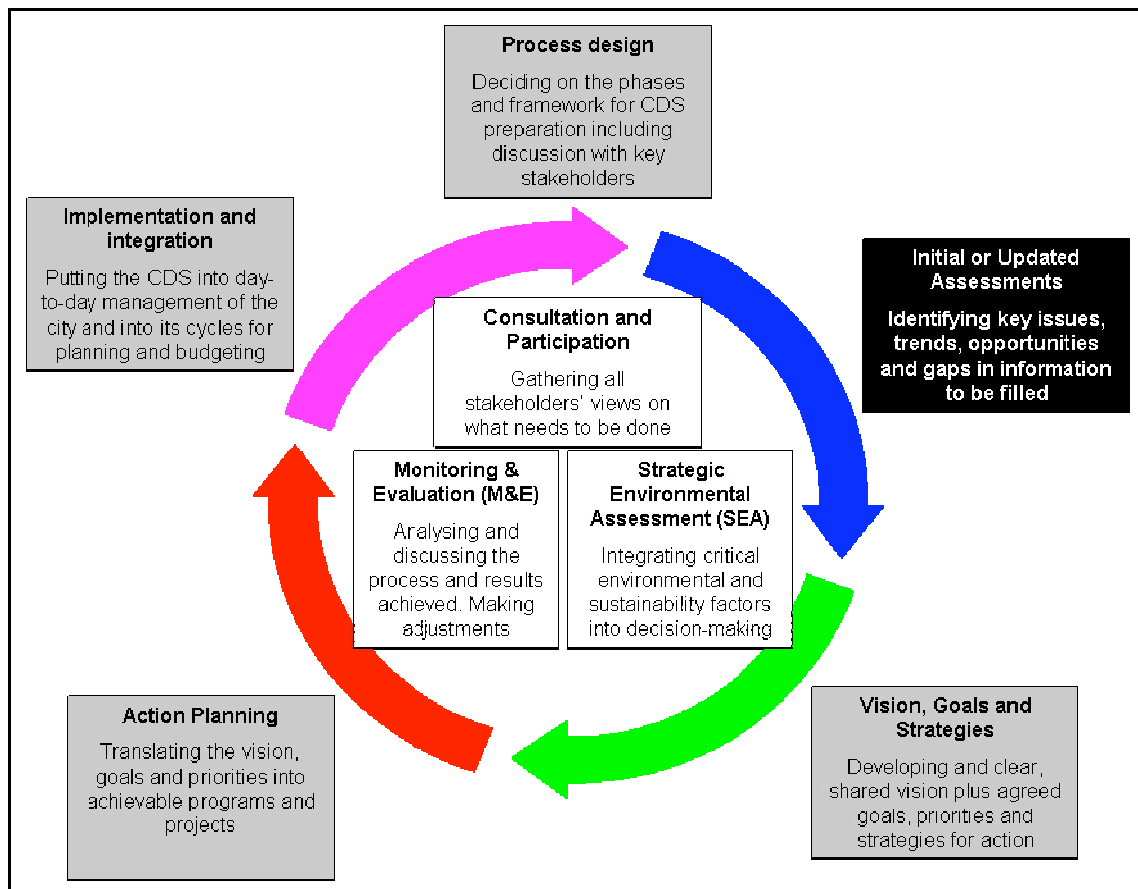 Process design
Deciding on the phases
and framework for CDS
preparation including
discussion with key
stakeholders
Implementation and
integration
Putting the CDS into day-
to-day management of the
city and into its cycles for
planning and budgeting
Initial or Updated
Assessments
Identifying key issues,
trends, opportunities
and gaps in information
to be filled
Consultation and
Participation
Gathering all
stakeholders' views on
what needs to be done
Monitoring &
Evaluation (M&E)
Analysing and
discussing the
process and results
achieved. Making
adjustments
Strategic
Environmental
Assessment (SEA)
Integrating critical
environmental and
sustainability factors
into decision-making
Action Planning
Translating the vision,
goals and priorities into
achievable programs and
projects
Vision, Goals and
Strategies
Developing and clear,
shared vision plus agreed
goals, priorities and
strategies for action